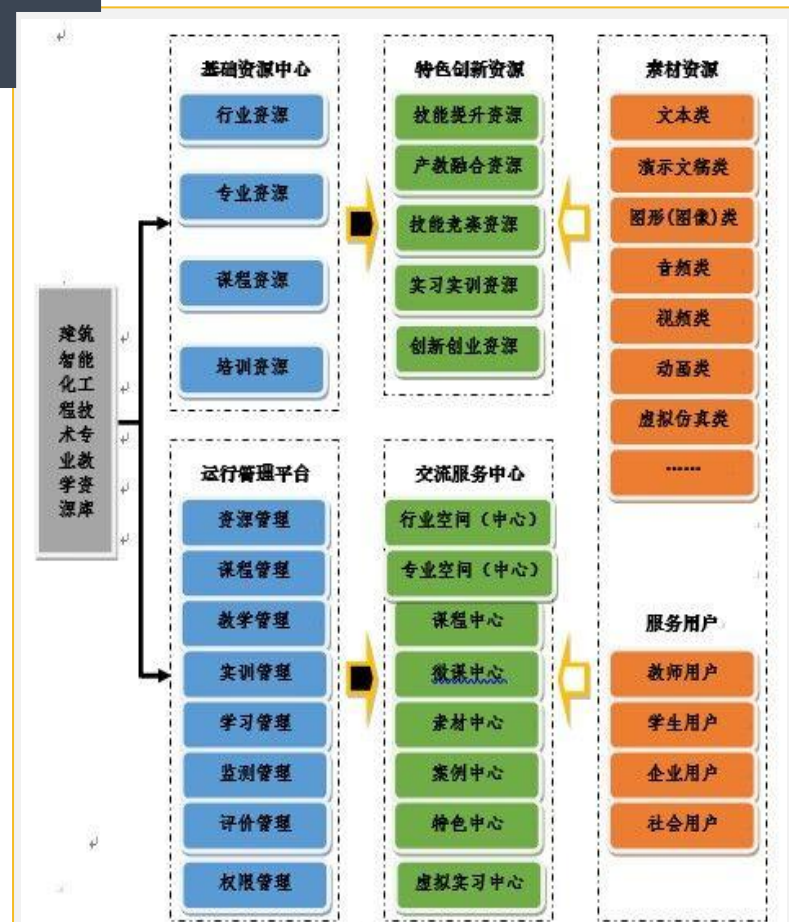 建筑
智能
化工
程技
术专
业教
学资
源库
基础资源中心
行业资源
专业资源
课程资源
培训资源
特色创新资源
技能提升资源
产教融合资源
技能竞赛资源
实习实训资源
创新创业资源
素材资源
文本类
演示文稿类
图形(图像)类
音频类
视频类
动画类
虚拟仿真类
······
运行管理平台
资源管理
课程管理
教学管理
实训管理
学习管理
监测管理
评价管理
权限管理
交流服务中心
行业空间（中心）
专业空间（中心）
课程中心
微课中心
素材中心
案例中心
特色中心
虚拟实习中心
服务用户
教师用户
学生用户
企业用户
社会用户